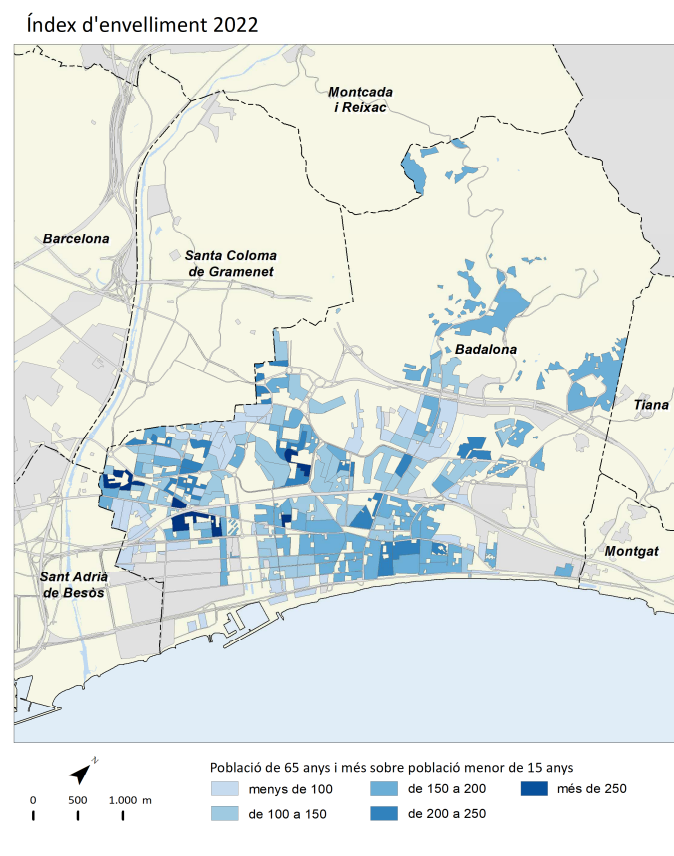 Índex d'envelliment 2022
Montcada
i Reixac
Barcelona
Santa Coloma
de Gramenet
Badalona
Tiana
Montgat
Sant Adrià
de Besòs
N
0 500 1.000 m
Població de 65 anys i més sobre població menor de 15 anys
menys de 100
de 150 a 200
més de 250
de 100 a 150
de 200 a 250